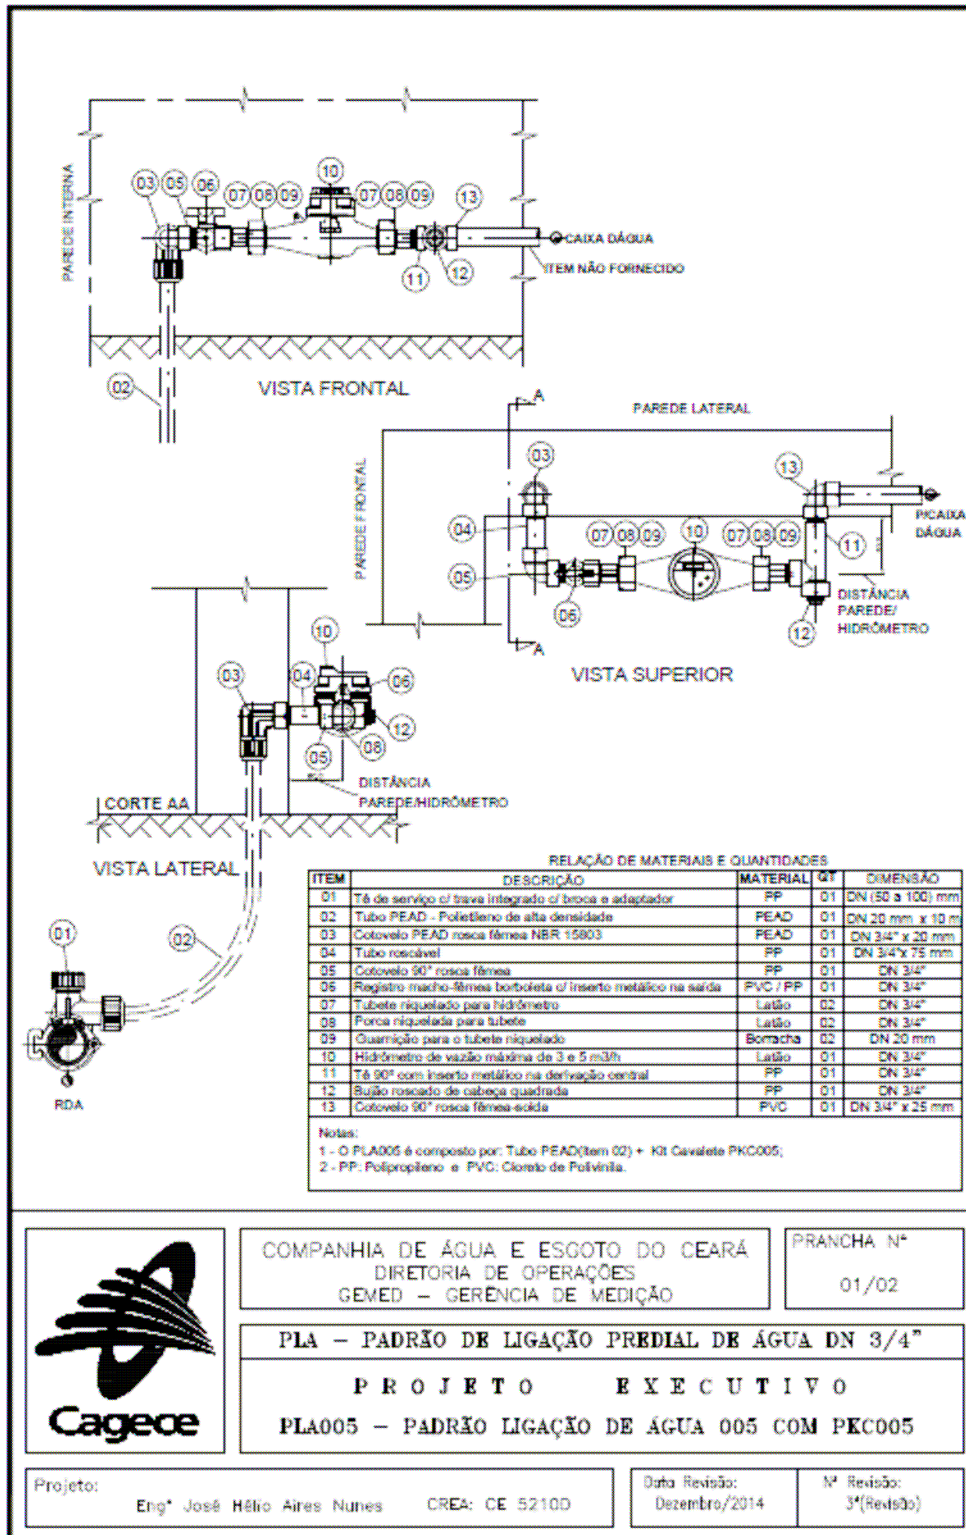 03 05 06 07 08 09 10 07 08 09 13
PAREDE INTERNA
CAIXA DÁGUA
ITEM NÃO FORNECIDO
11 12
02
VISTA FRONTAL
A
PAREDE LATERAL
03
13
PAREDE FRONTAL
04
07 08 09 10 07 08 09
11
P/CAIXA
DÁGUA
05
06
12
DISTÂNCIA
PAREDE/
HIDRÔMETRO
A
VISTA SUPERIOR
10
03 04 06
12
05 08
DISTÂNCIA
PAREDE/HIDRÔMETRO
CORTE AA
VISTA LATERAL
01
02
RDA
RELAÇÃO DE MATERIAIS E QUANTIDADES
ITEM DESCRIÇÃO MATERIAL QT DIMENSÃO
01 Tê de serviço c/ trava integrado c/ broca e adaptador PP 01 DN (50 a 100) mm
02 Tubo PEAD - Polietileno de alta densidade PEAD 01 DN 20 mm x 10 m
03 Cotovelo PEAD rosca fêmea NBR 15803 PEAD 01 DN 3/4" x 20 mm
04 Tubo roscável PP 01 DN 3/4"x 75 mm
05 Cotovelo 90° rosca fêmea PP 01 DN 3/4"
06 Registro macho-fêmea borboleta c/ inserto metálico na saída PVC / PP 01 DN 3/4"
07 Tubete niquelado para hidrômetro Latão 02 DN 3/4"
08 Porca niquelada para tubete Latão 02 DN 3/4"
09 Guarnição para o tubete niquelado Borracha 02 DN 20 mm
10 Hidrômetro de vazão máxima de 3 e 5 m3/h Latão 01 DN 3/4"
11 Tê 90° com inserto metálico na derivação central PP 01 DN 3/4"
12 Bujão roscado de cabeça quadrada PP 01 DN 3/4"
13 Cotovelo 90° rosca fêmea-solda PVC 01 DN 3/4" x 25 mm
Notas:
1 - O PLA005 é composto por: Tubo PEAD(Item 02) + Kit Cavalete PKC005;
2 - PP: Polipropileno e PVC: Cloreto de Polivinila.
Cagece
COMPANHIA DE ÁGUA E ESGOTO DO CEARÁ
DIRETORIA DE OPERAÇÕES
GEMED – GERÊNCIA DE MEDIÇÃO
PRANCHA Nº
01/02
PLA – PADRÃO DE LIGAÇÃO PREDIAL DE ÁGUA DN 3/4"
PROJETO EXECUTIVO
PLA005 – PADRÃO LIGAÇÃO DE ÁGUA 005 COM PKC005
Projeto:
Engº José Hélio Aires Nunes CREA: CE 5210D
Data Revisão:
Dezembro/2014
Nº Revisão:
3ª(Revisão)